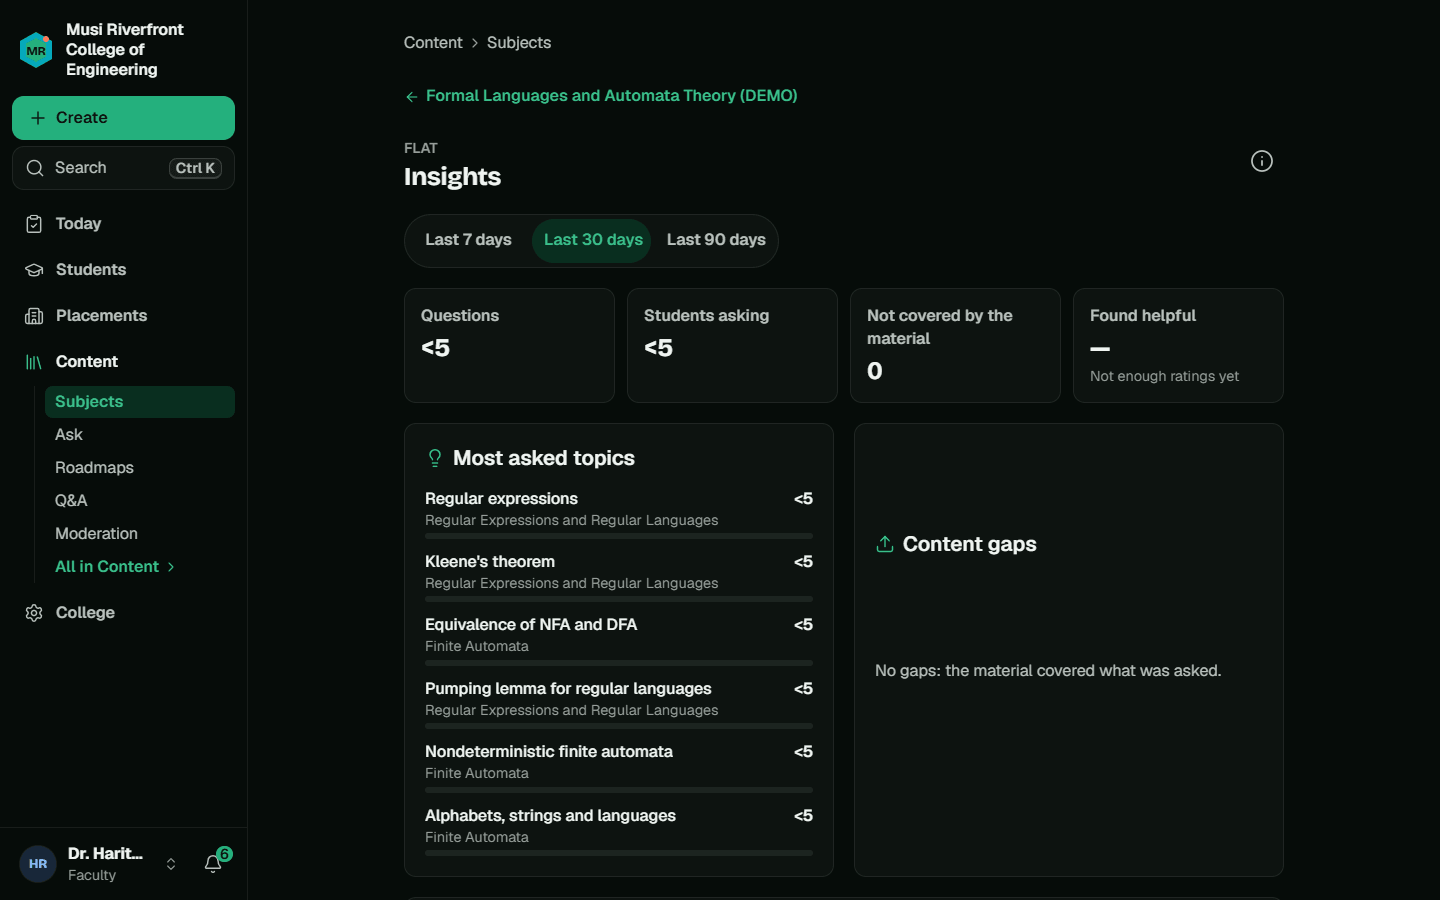 MR
Musi Riverfront
College of
Engineering
Create
Search
Ctrl K
Today
Students
Placements
Content
Subjects
Ask
Roadmaps
Q&A
Moderation
All in Content
College
HR
Dr. Harit...
Faculty
6
Content > Subjects
← Formal Languages and Automata Theory (DEMO)
FLAT
Insights
Last 7 days
Last 30 days
Last 90 days
Questions
<5
Students asking
<5
Not covered by the
material
0
Found helpful
—
Not enough ratings yet
Most asked topics
Regular expressions <5
Regular Expressions and Regular Languages
Kleene's theorem <5
Regular Expressions and Regular Languages
Equivalence of NFA and DFA <5
Finite Automata
Pumping lemma for regular languages <5
Regular Expressions and Regular Languages
Nondeterministic finite automata <5
Finite Automata
Alphabets, strings and languages <5
Finite Automata
Content gaps
No gaps: the material covered what was asked.